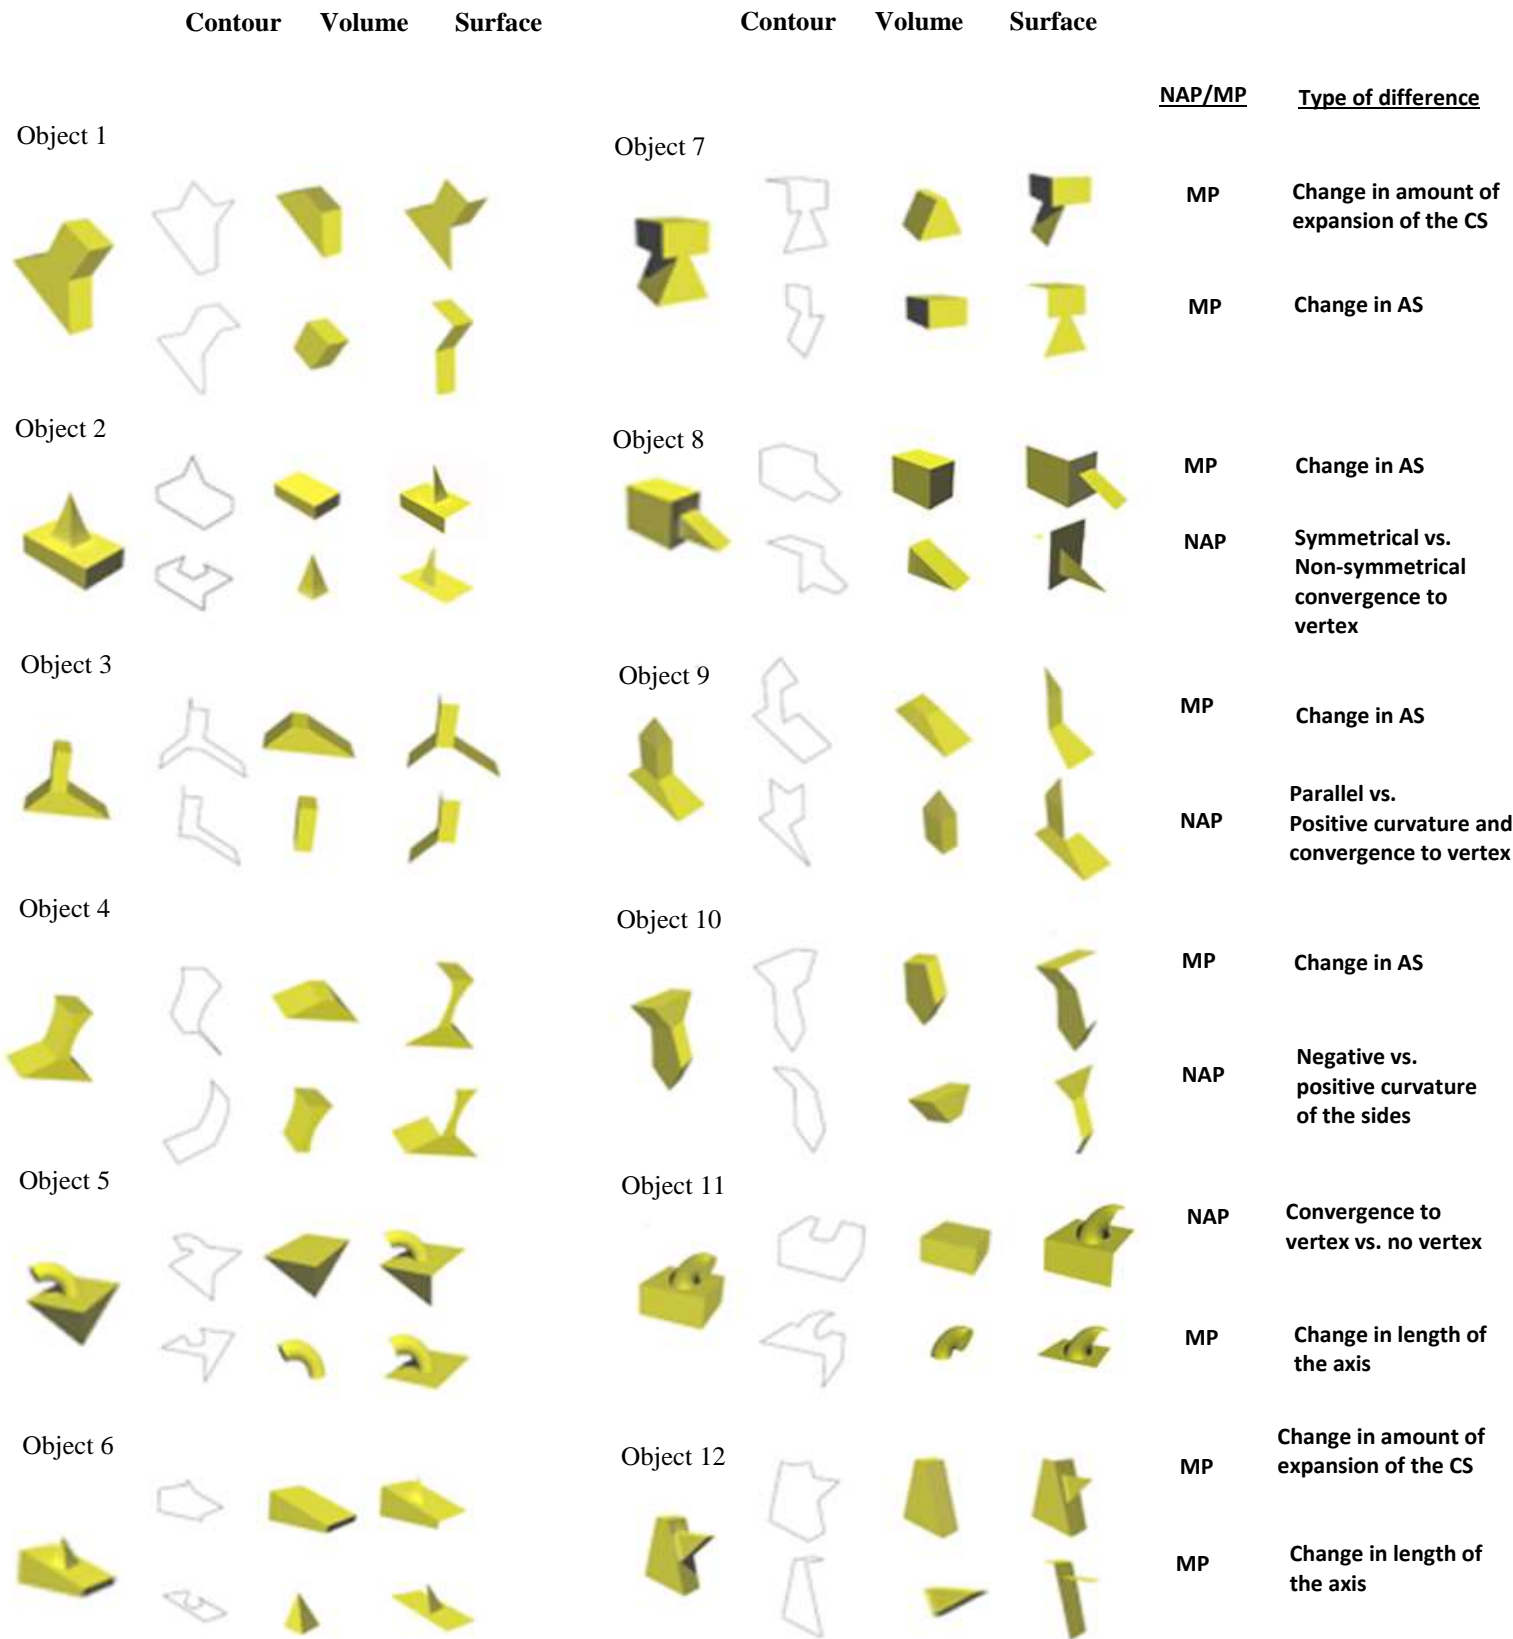 Contour Volume Surface Contour Volume Surface
NAP/MP Type of difference
Object 1
Object 7
MP Change in amount of
expansion of the CS
MP Change in AS
Object 2
Object 8
MP Change in AS
NAP Symmetrical vs.
Non-symmetrical
convergence to
vertex
Object 3
Object 9
MP Change in AS
NAP Parallel vs.
Positive curvature and
convergence to vertex
Object 4
Object 10
MP Change in AS
NAP Negative vs.
positive curvature
of the sides
Object 5
Object 11
NAP Convergence to
vertex vs. no vertex
MP Change in length of
the axis
Object 6
Object 12
MP Change in amount of
expansion of the CS
MP Change in length of
the axis